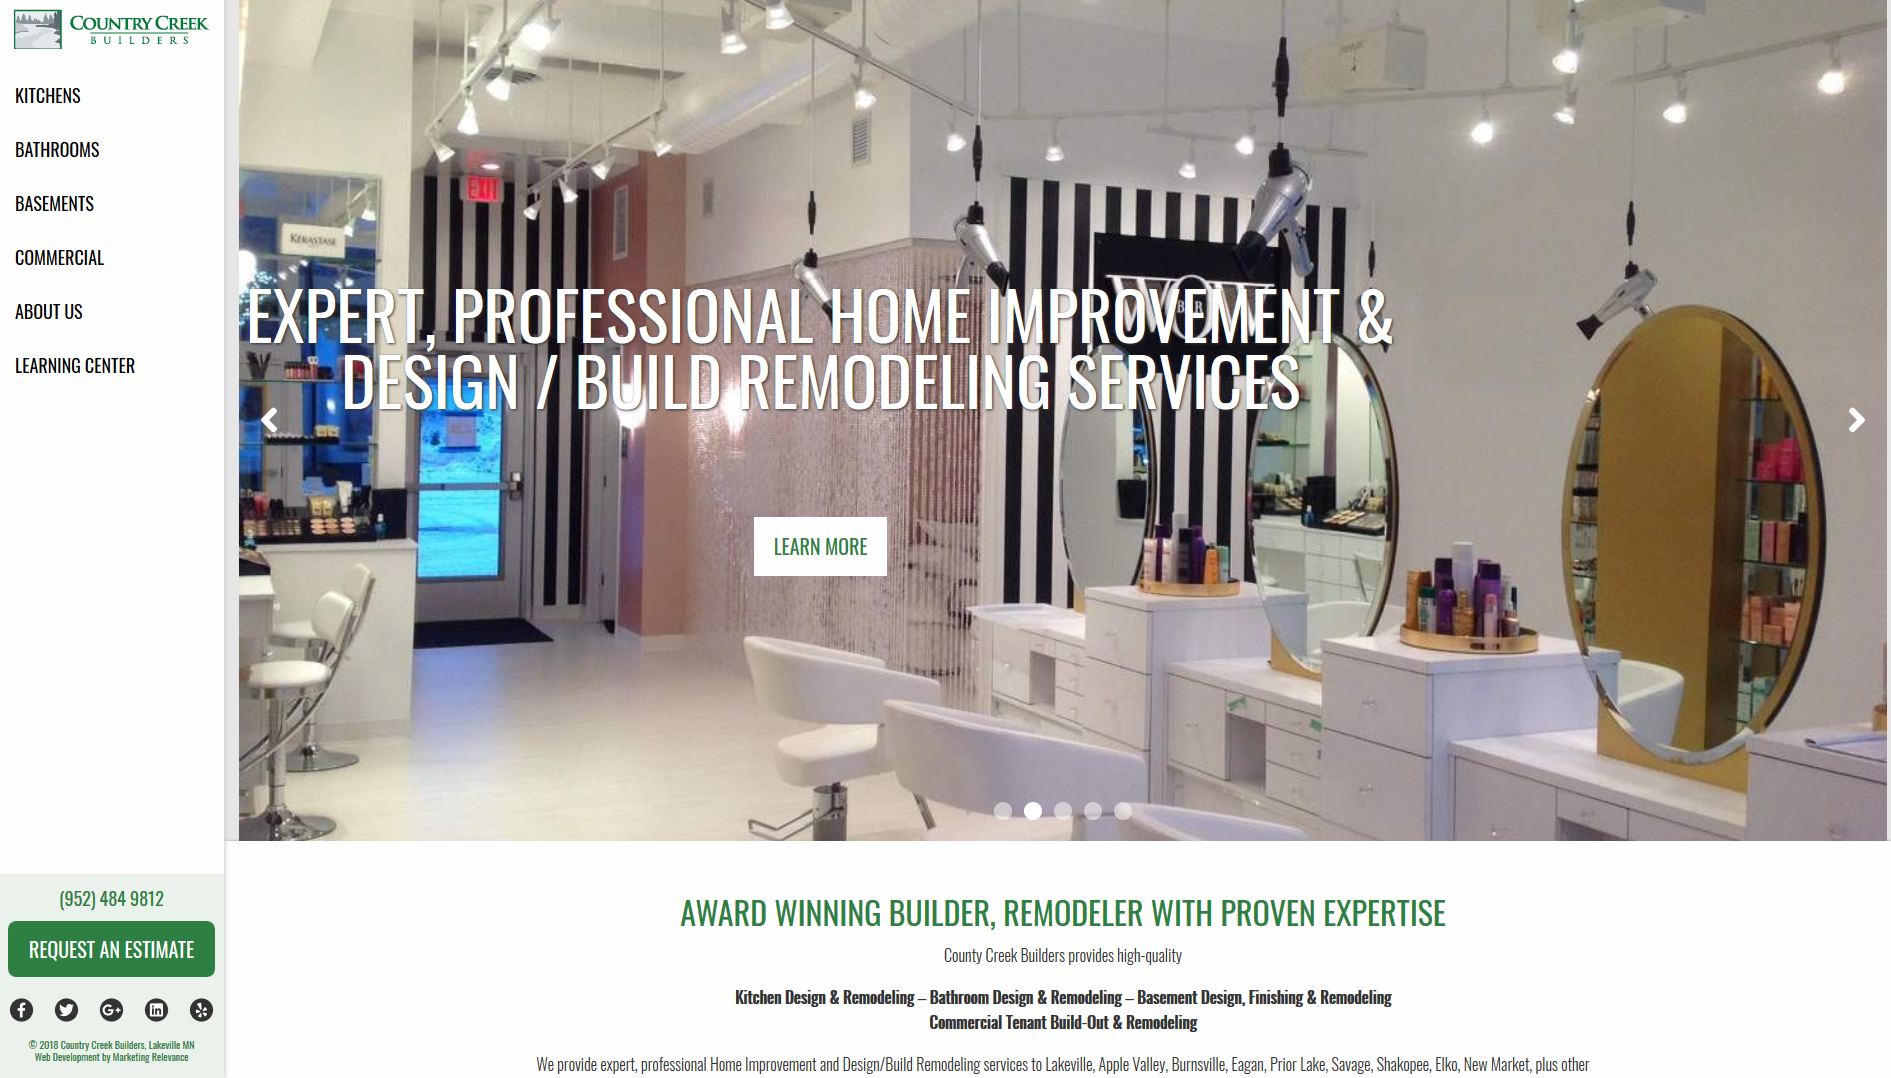 COUNTRY CREEK
BUILDERS
KITCHENS
BATHROOMS
BASEMENTS
COMMERCIAL
ABOUT US
LEARNING CENTER
(952) 484 9812
REQUEST AN ESTIMATE
© 2018 Country Creek Builders, Lakeville MN
Web Development by Marketing Relevance
EXIT
KÉRASTASE
WOW
BAR
EXPERT, PROFESSIONAL HOME IMPROVEMENT &
DESIGN / BUILD REMODELING SERVICES
LEARN MORE
AWARD WINNING BUILDER, REMODELER WITH PROVEN EXPERTISE
County Creek Builders provides high-quality
Kitchen Design & Remodeling – Bathroom Design & Remodeling – Basement Design, Finishing & Remodeling
Commercial Tenant Build-Out & Remodeling
We provide expert, professional Home Improvement and Design/Build Remodeling services to Lakeville, Apple Valley, Burnsville, Eagan, Prior Lake, Savage, Shakopee, Elko, New Market, plus other